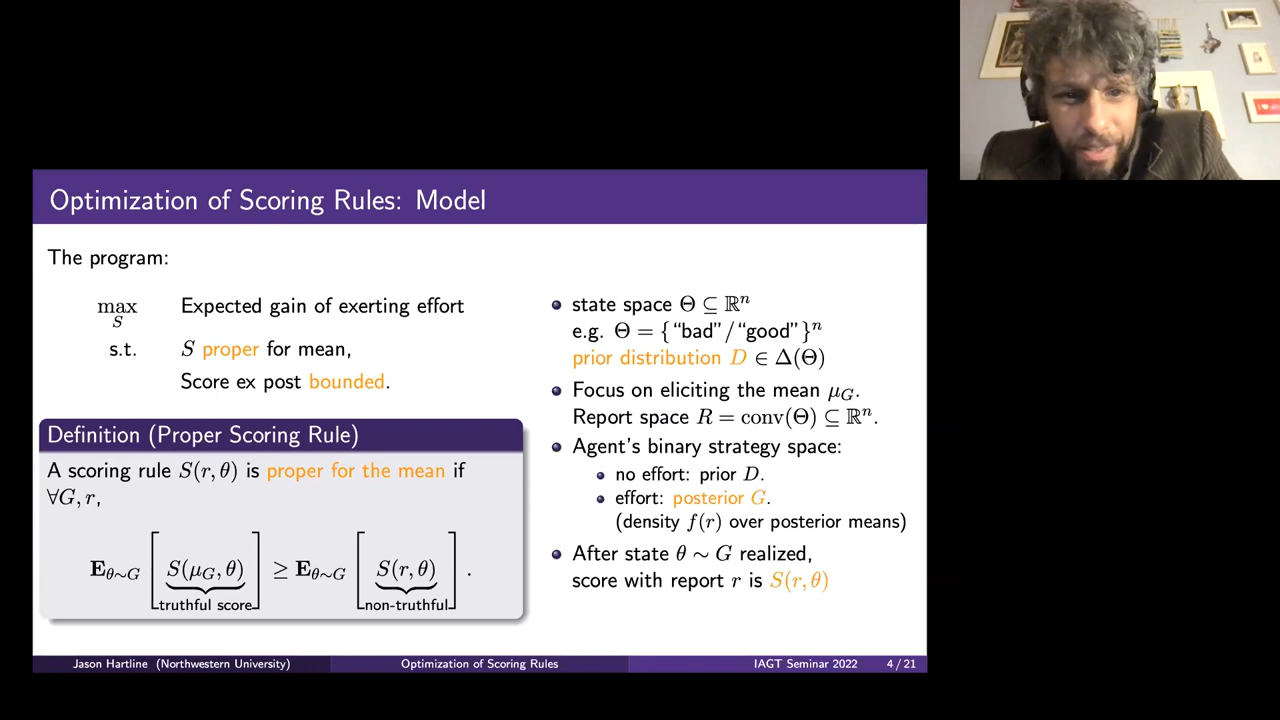 Optimization of Scoring Rules: Model
The program:
max Expected gain of exerting effort
S
s.t. S proper for mean,
Score ex post bounded.
Definition (Proper Scoring Rule)
A scoring rule S(r, θ) is proper for the mean if
∀G, r,
E_{θ∼G} [S(μ_G, θ)] ≥ E_{θ∼G} [S(r, θ)].
truthful score non-truthful
state space Θ ⊆ ℝⁿ
e.g. Θ = {“bad”/“good”}ⁿ
prior distribution D ∈ Δ(Θ)
Focus on eliciting the mean μ_G.
Report space R = conv(Θ) ⊆ ℝⁿ.
Agent's binary strategy space:
no effort: prior D.
effort: posterior G.
(density f(r) over posterior means)
After state θ ∼ G realized,
score with report r is S(r, θ)
Jason Hartline (Northwestern University) Optimization of Scoring Rules IAGT Seminar 2022 4 / 21